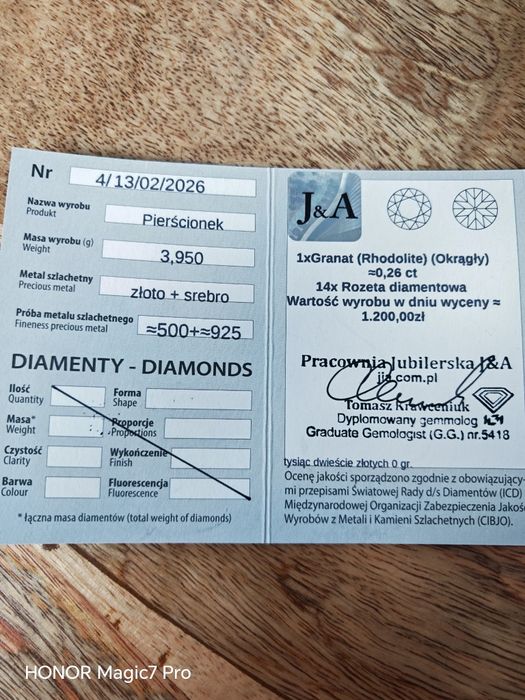 Nr 4/13/02/2026
Nazwa wyrobu
Produkt
Pierścionek
Masa wyrobu (g)
Weight
3,950
Metal szlachetny
Precious metal
złoto + srebro
Próba metalu szlachetnego
Fineness precious metal
≈500+≈925
DIAMENTY - DIAMONDS
Ilość
Quantity
Forma
Shape
Masa*
Weight
Proporcje
Proportions
Czystość
Clarity
Wykończenie
Finish
Barwa
Colour
Fluorescencja
Fluorescence
* łączna masa diamentów (total weight of diamonds)
J&A
1xGranat (Rhodolite) (Okrągły)
≈0,26 ct
14x Rozeta diamentowa
Wartość wyrobu w dniu wyceny ≈
1.200,00zł
Pracownia Jubilerska J&A
jja.com.pl
Tomasz Krawceniuk
Dyplomowany gemmolog
Graduate Gemologist (G.G.) nr.5418
tysiąc dwieście złotych 0 gr.
Ocenę jakości sporządzono zgodnie z obowiązujący-
mi przepisami Światowej Rady d/s Diamentów (ICD)
Międzynarodowej Organizacji Zabezpieczenia Jakośc
Wyrobów z Metali i Kamieni Szlachetnych (CIBJO).
HONOR Magic7 Pro